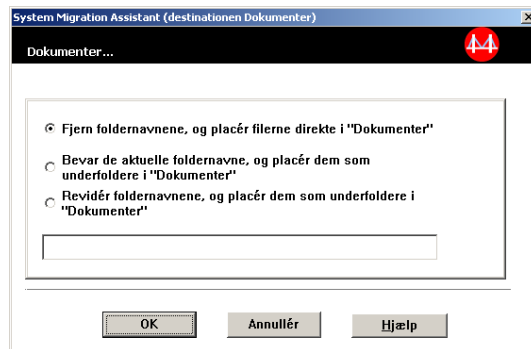 System Migration Assistant (destinationen Dokumenter)
Dokumenter...
Fjern foldernavnene, og placér filerne direkte i "Dokumenter"
Bevar de aktuelle foldernavne, og placér dem som
underfoldere i "Dokumenter"
Revidér foldernavnene, og placér dem som underfoldere i
"Dokumenter"
OK
Annullér
Hjælp